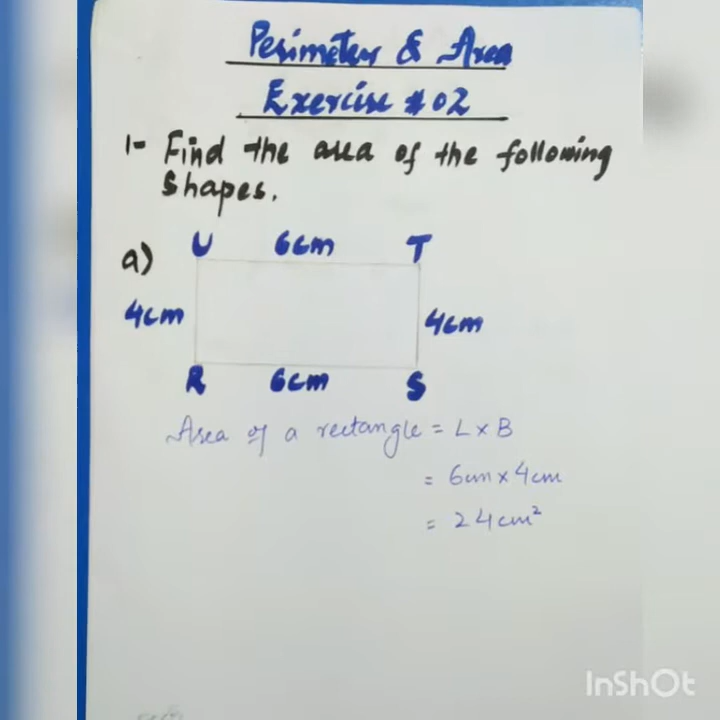 Perimeter & Area
Exercise # 02
1- Find the area of the following
shapes.
a)
U 6cm T
4cm 4cm
R 6cm S
Area of a rectangle = L x B
= 6cm x 4cm
= 24cm²
InShOt